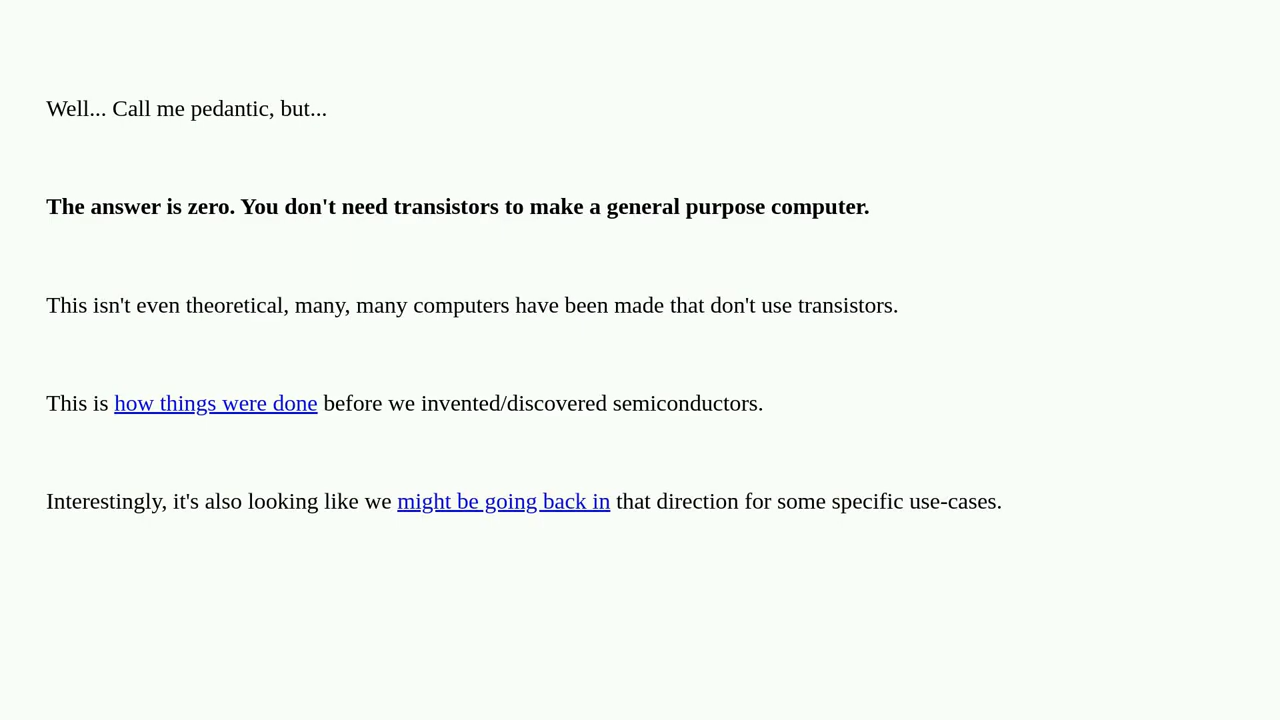 Well... Call me pedantic, but...
The answer is zero. You don't need transistors to make a general purpose computer.
This isn't even theoretical, many, many computers have been made that don't use transistors.
This is how things were done before we invented/discovered semiconductors.
Interestingly, it's also looking like we might be going back in that direction for some specific use-cases.